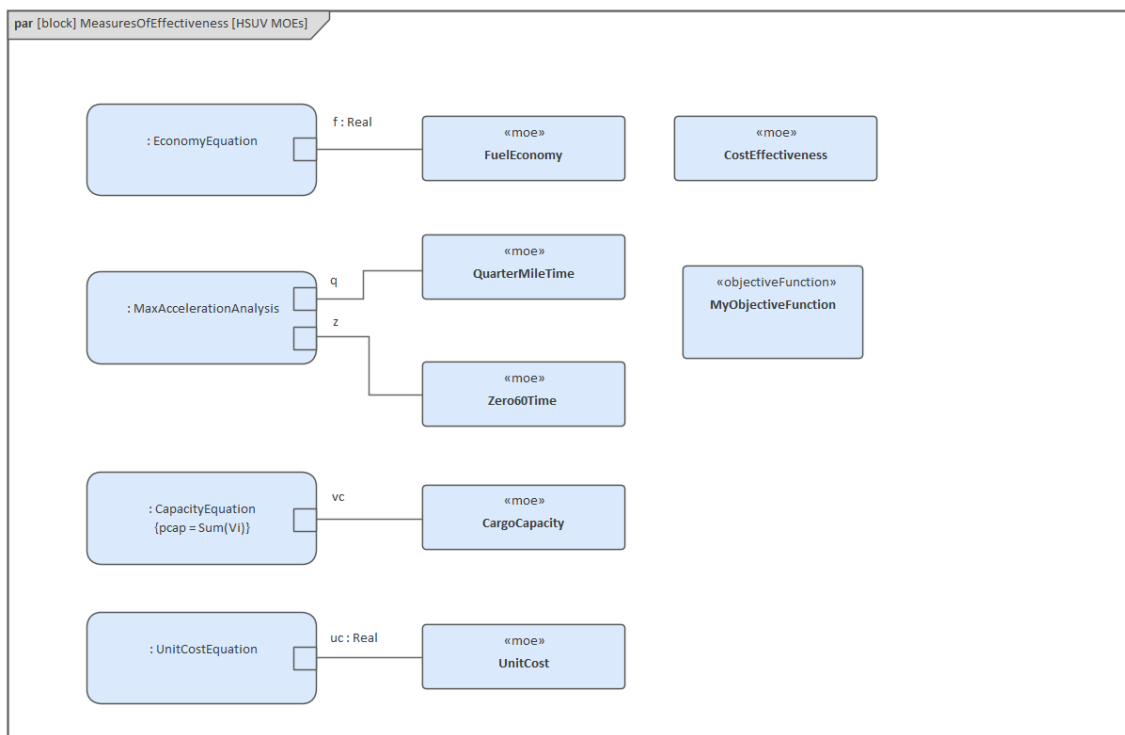 par [block] MeasuresOfEffectiveness [HSUV MOEs]
f : Real
: EconomyEquation
«moe»
FuelEconomy
«moe»
CostEffectiveness
q
: MaxAccelerationAnalysis
z
«moe»
QuarterMileTime
«objectiveFunction»
MyObjectiveFunction
«moe»
Zero60Time
vc
: CapacityEquation
{pcap = Sum(Vi)}
«moe»
CargoCapacity
uc : Real
: UnitCostEquation
«moe»
UnitCost